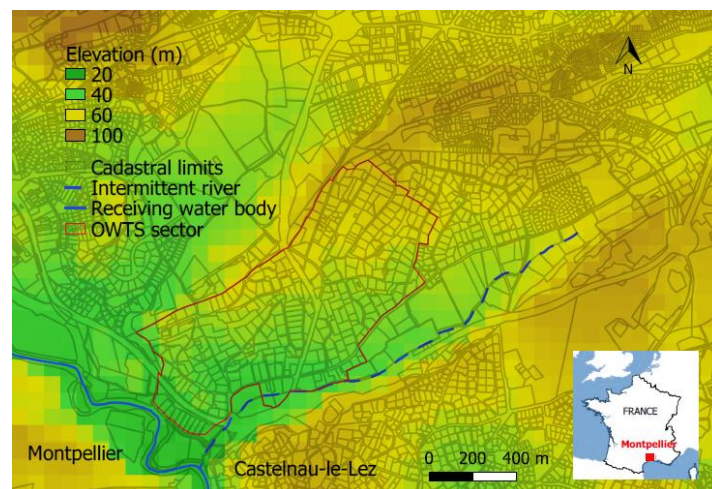 Elevation (m)
20
40
60
100
Cadastral limits
Intermittent river
Receiving water body
OWTS sector
N
Montpellier
Castelnau-le-Lez
0 200 400 m
FRANCE
Montpellier